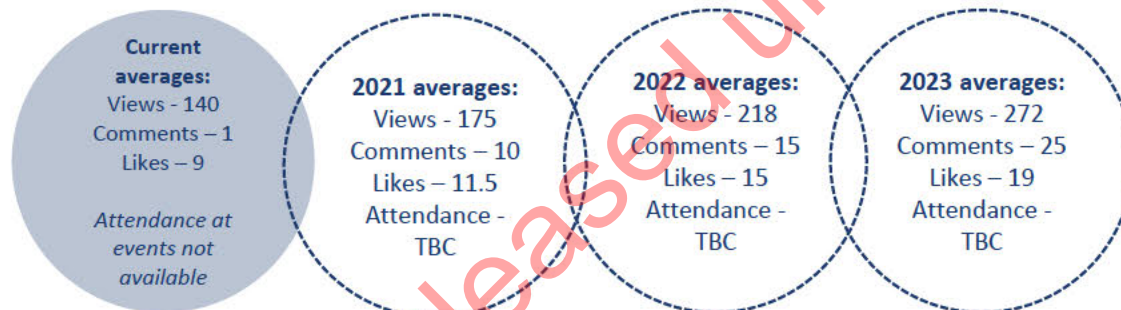 Current
averages:
Views - 140
Comments – 1
Likes – 9
Attendance at
events not
available
2021 averages:
Views - 175
Comments – 10
Likes – 11.5
Attendance -
TBC
2022 averages:
Views - 218
Comments – 15
Likes – 15
Attendance -
TBC
2023 averages:
Views - 272
Comments – 25
Likes – 19
Attendance -
TBC